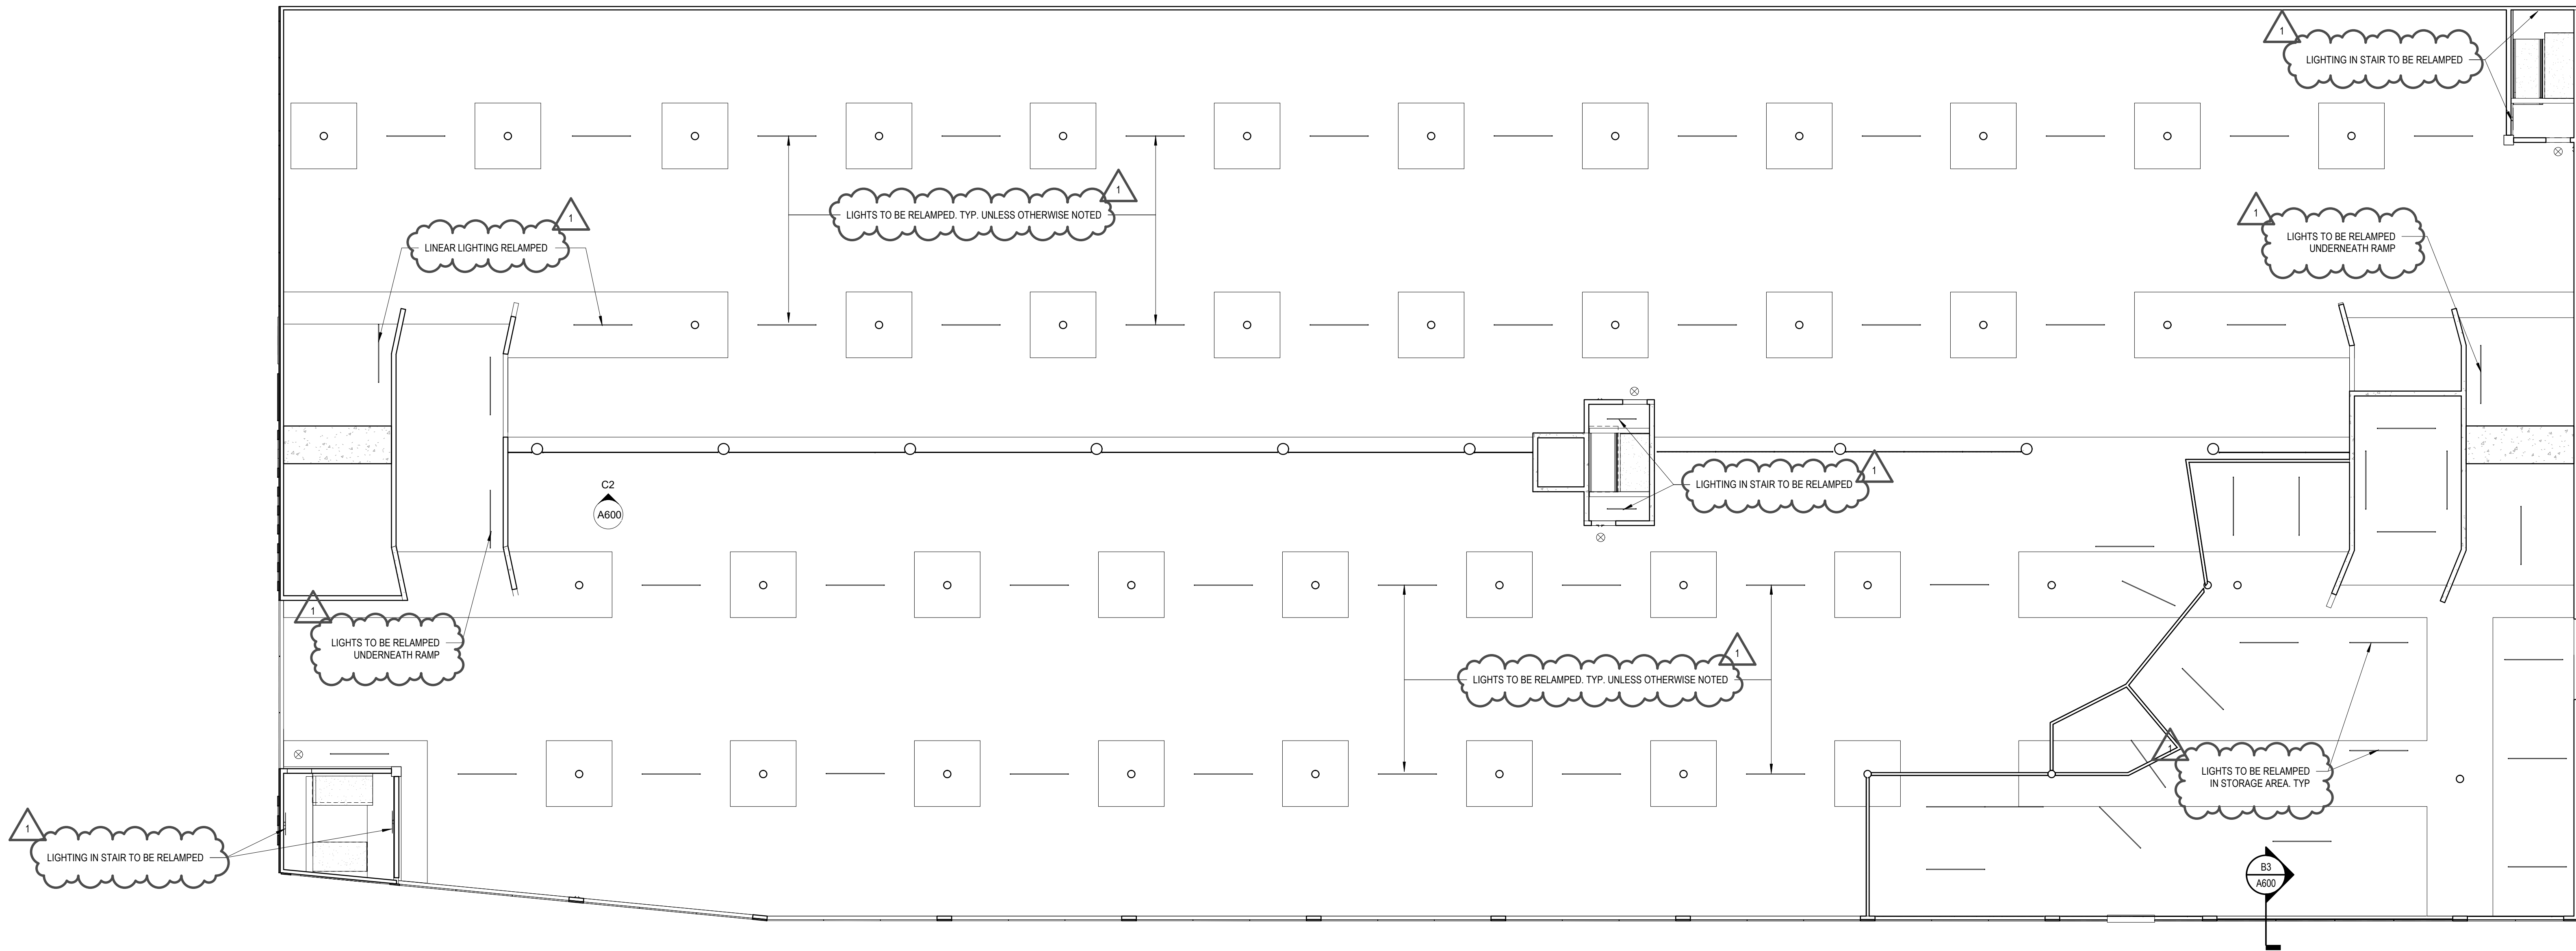 1
LIGHTING IN STAIR TO BE RELAMPED
1
LIGHTS TO BE RELAMPED. TYP. UNLESS OTHERWISE NOTED
1
LINEAR LIGHTING RELAMPED
1
LIGHTS TO BE RELAMPED
UNDERNEATH RAMP
1
LIGHTING IN STAIR TO BE RELAMPED
C2
A600
1
LIGHTS TO BE RELAMPED
UNDERNEATH RAMP
1
LIGHTS TO BE RELAMPED. TYP. UNLESS OTHERWISE NOTED
1
LIGHTS TO BE RELAMPED
IN STORAGE AREA. TYP
1
LIGHTING IN STAIR TO BE RELAMPED
B3
A600